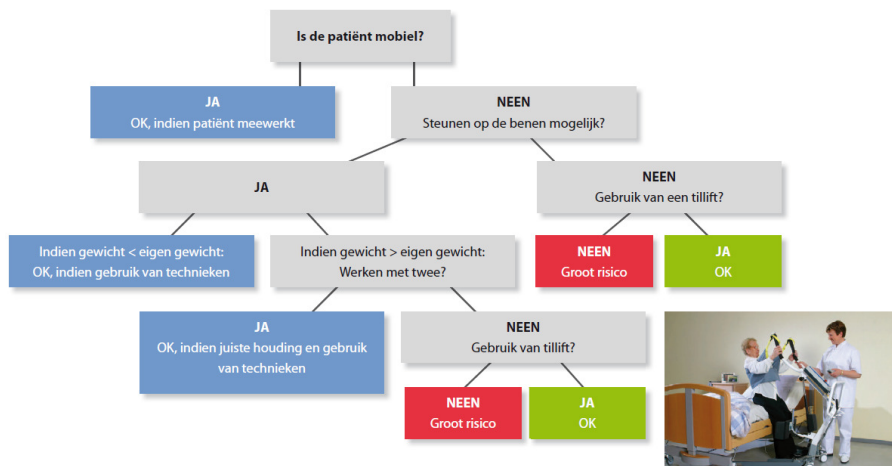 Is de patiënt mobiel?
JA
OK, indien patiënt meewerkt
NEEN
Steunen op de benen mogelijk?
JA
NEEN
Gebruik van een tillift?
Indien gewicht < eigen gewicht:
OK, indien gebruik van technieken
Indien gewicht > eigen gewicht:
Werken met twee?
NEEN
Groot risico
JA
OK
JA
OK, indien juiste houding en gebruik
van technieken
NEEN
Gebruik van tillift?
NEEN
Groot risico
JA
OK